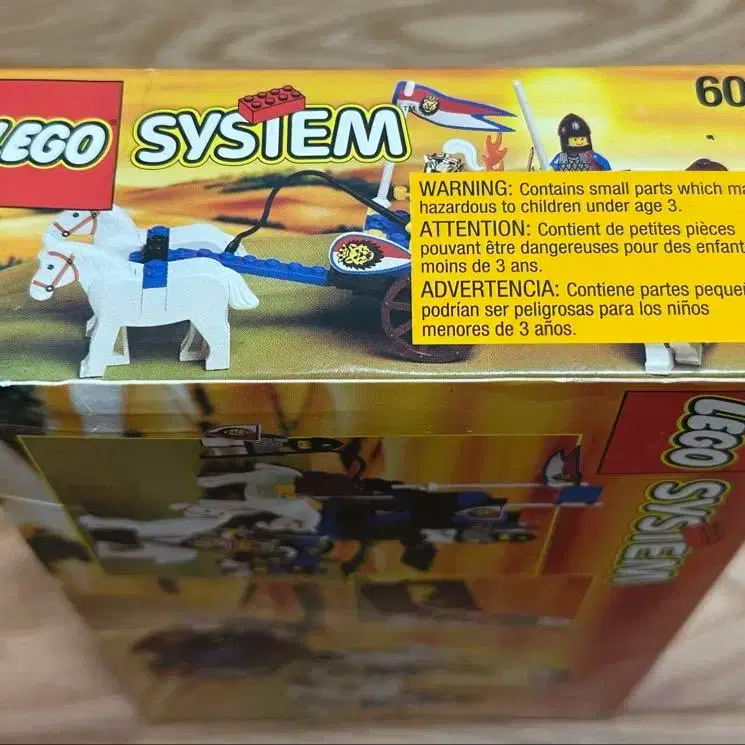 LEGO
SYSTEM
TM
60
WARNING: Contains small parts which ma
hazardous to children under age 3.
ATTENTION: Contient de petites pièces
pouvant être dangereuses pour des enfant
moins de 3 ans.
ADVERTENCIA: Contiene partes peque
podrían ser peligrosas para los niños
menores de 3 años.
LEGO
SYSTEM